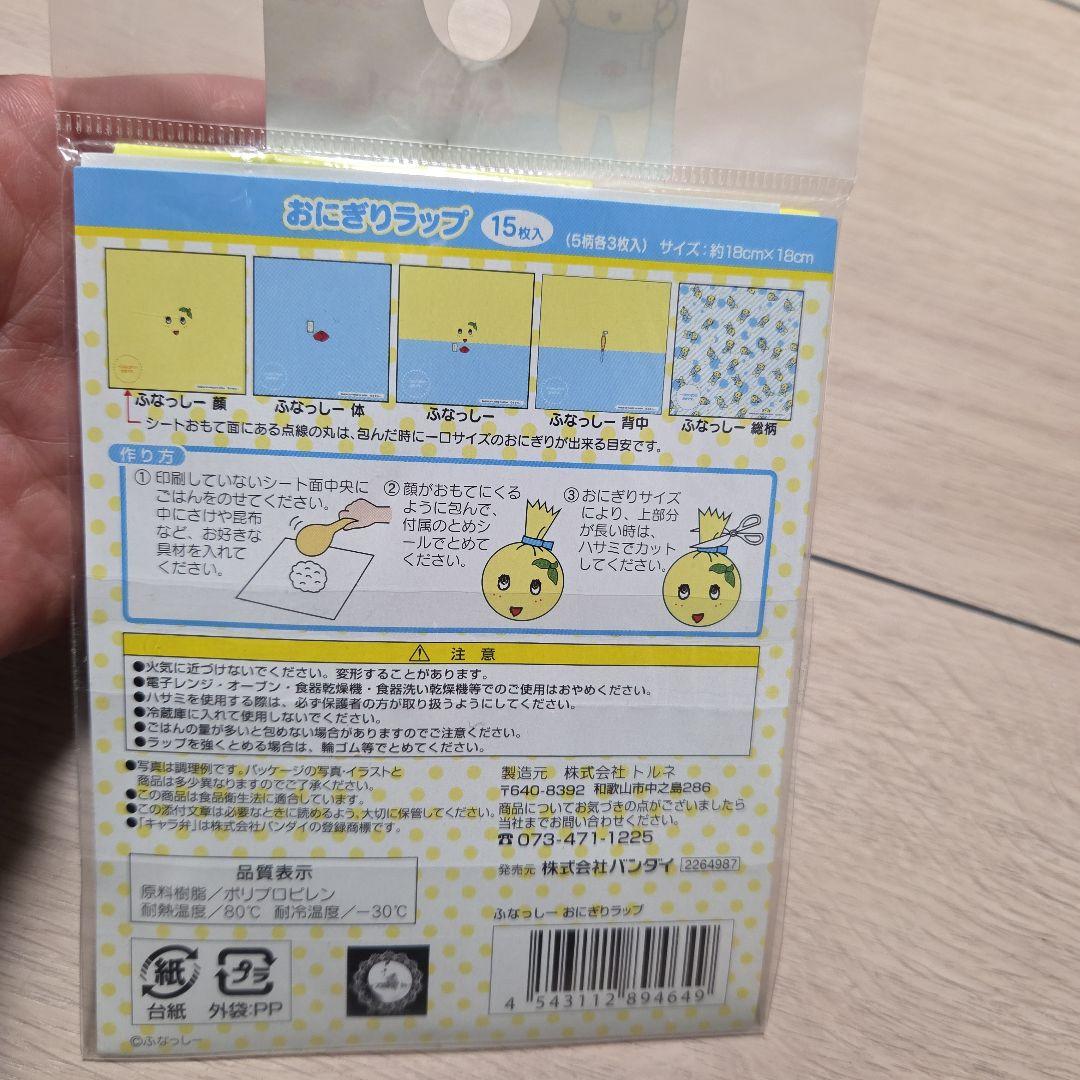 おにぎりラップ 15枚入 (5柄各3枚入) サイズ:約18cm×18cm
ふなっしー 顔 ふなっしー 体 ふなっしー ふなっしー 背中 ふなっしー 総柄
シートおもて面にある点線の丸は、包んだ時に一口サイズのおにぎりが出来る目安です。
作り方
①印刷していないシート面中央に
ごはんをのせてください。
中にさけや昆布
など、お好きな
具材を入れて
ください。
②顔がおもてにくる
ように包んで、
付属のとめシ
ールでとめて
ください。
③おにぎりサイズ
により、上部分
が長い時は、
ハサミでカット
してください。
⚠ 注意
●火気に近づけないでください。変形することがあります。
●電子レンジ・オーブン・食器乾燥機・食器洗い乾燥機等でのご使用はおやめください。
●ハサミを使用する際は、必ず保護者の方が取り扱うようにしてください。
●冷蔵庫に入れて使用しないでください。
●ごはんの量が多いと包めない場合がありますのでご注意ください。
●ラップを強くとめる場合は、輪ゴム等でとめてください。
●写真は調理例です。パッケージの写真・イラストと
商品は多少異なりますのでご了承ください。
●この商品は食品衛生法に適合しています。
●この添付文章は必要なときに読めるよう、大切に保管してください。
●「キャラ弁」は株式会社バンダイの登録商標です。
製造元 株式会社トルネ
〒640-8392 和歌山市中之島286
商品についてお気づきの点がございましたら
当社までお問い合わせください。
☎073-471-1225
発売元 株式会社バンダイ 2264987
品質表示
原料樹脂/ポリプロピレン
耐熱温度/80℃ 耐冷温度/-30℃
ふなっしー おにぎりラップ
4 543112 894649
紙 プラ
台紙 外袋:PP
©ふなっしー